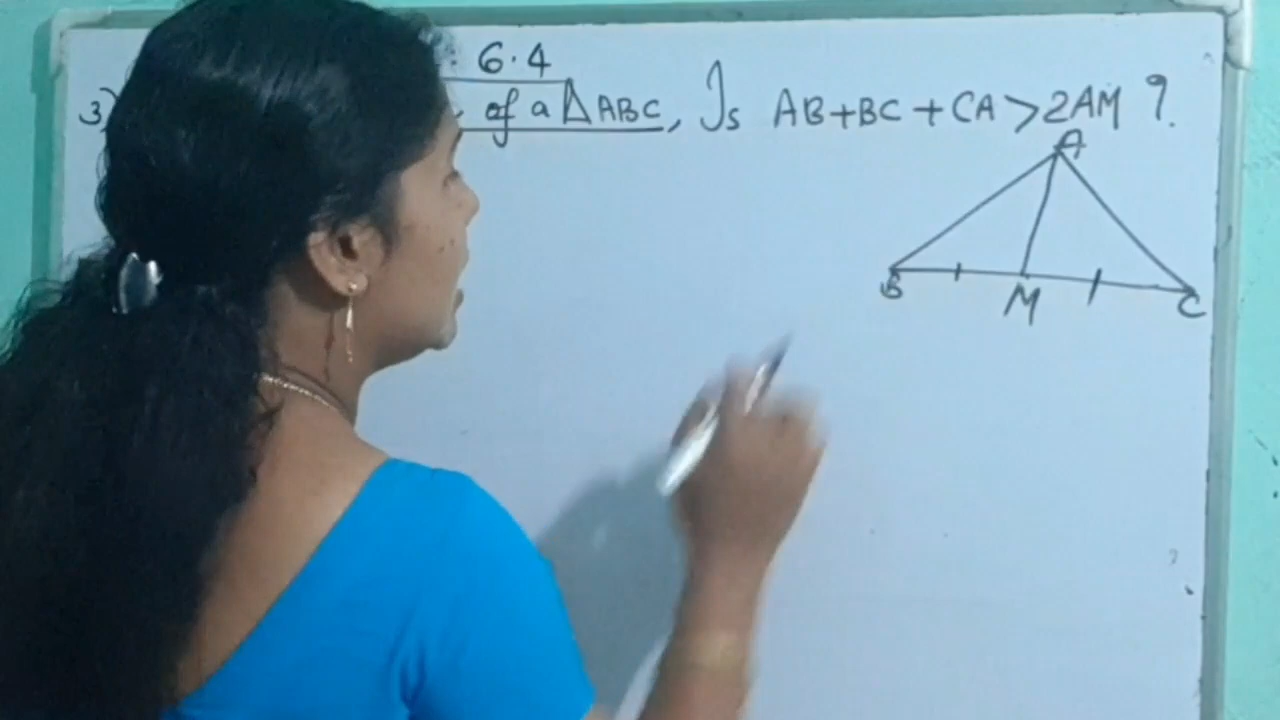 6.4
3) of a △ABC, Is AB+BC+CA>2AM ?
A
B
M
C